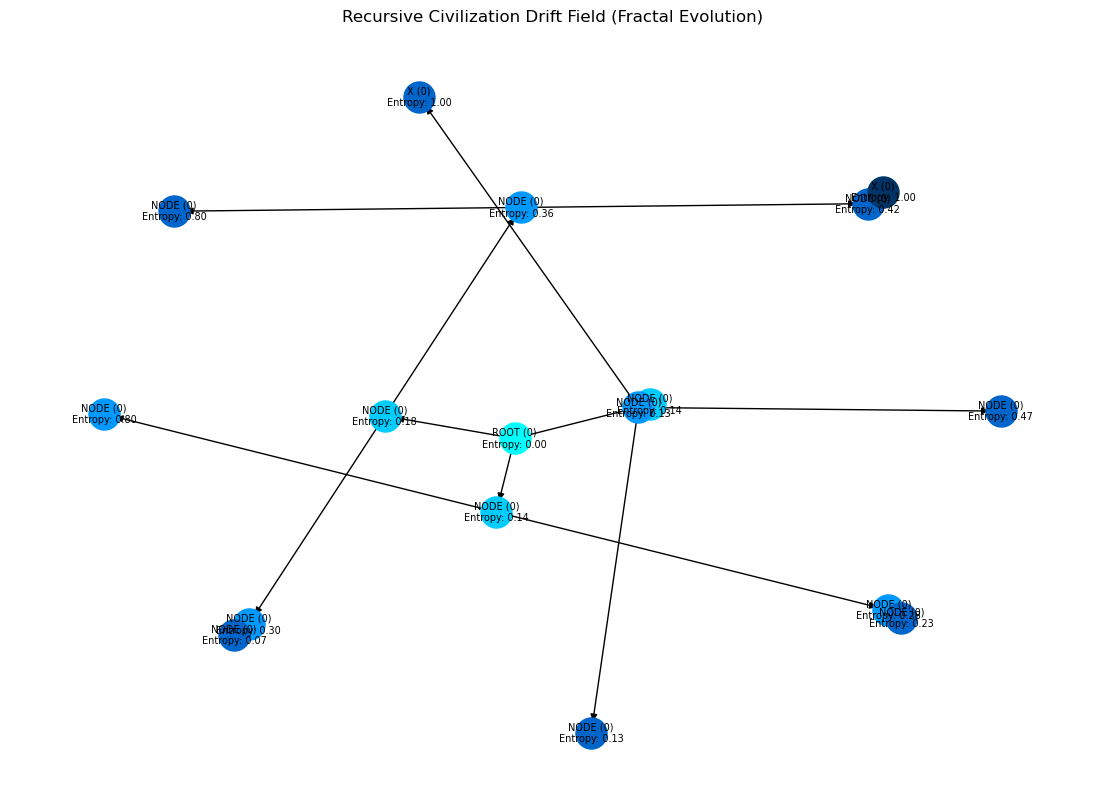 Recursive Civilization Drift Field (Fractal Evolution)
X (0)
Entropy: 1.00
X (0)
1.00
NODE (0)
Entropy: 0.80
NODE (0)
Entropy: 0.36
Entropy: 0.42
NODE (0)
Entropy: 0.80
NODE (0)
Entropy: 0.18
NODE (0)
Entropy: 0.14
NODE (0)
Entropy: 0.13
NODE (0)
Entropy: 0.47
ROOT (0)
Entropy: 0.00
NODE (0)
Entropy: 0.14
NODE (0)
Entropy: 0.30
NODE (0)
Entropy: 0.07
NODE (0)
Entropy:
NODE (0)
Entropy: 0.23
NODE (0)
Entropy: 0.13